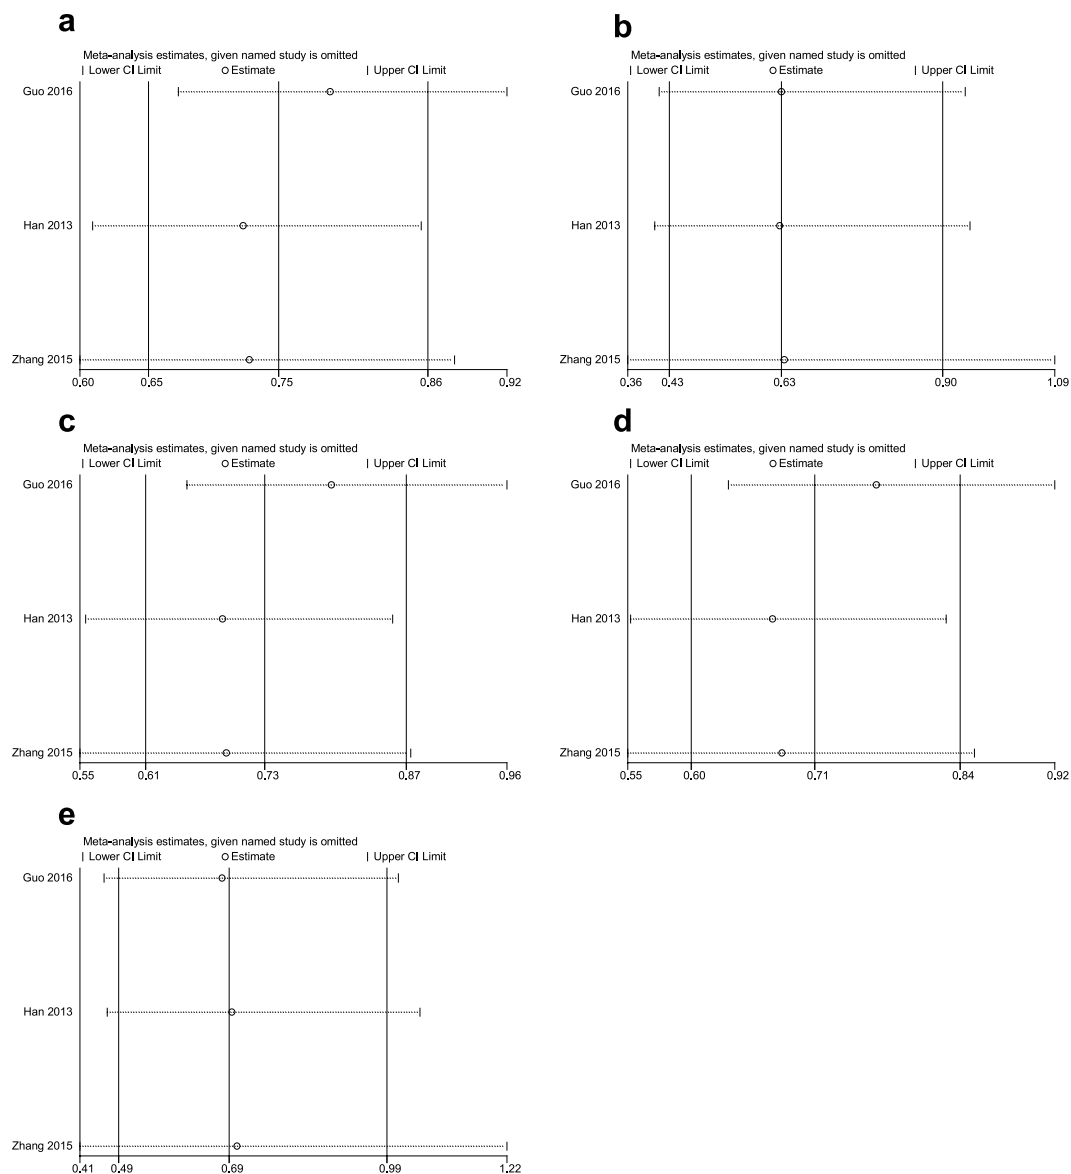 a
Meta-analysis estimates, given named study is omitted
| Lower CI Limit ○ Estimate | Upper CI Limit
Guo 2016
Han 2013
Zhang 2015
0.60 0.65 0.75 0.86 0.92
b
Meta-analysis estimates, given named study is omitted
| Lower CI Limit ○ Estimate | Upper CI Limit
Guo 2016
Han 2013
Zhang 2015
0.36 0.43 0.63 0.90 1.09
c
Meta-analysis estimates, given named study is omitted
| Lower CI Limit ○ Estimate | Upper CI Limit
Guo 2016
Han 2013
Zhang 2015
0.55 0.61 0.73 0.87 0.96
d
Meta-analysis estimates, given named study is omitted
| Lower CI Limit ○ Estimate | Upper CI Limit
Guo 2016
Han 2013
Zhang 2015
0.55 0.60 0.71 0.84 0.92
e
Meta-analysis estimates, given named study is omitted
| Lower CI Limit ○ Estimate | Upper CI Limit
Guo 2016
Han 2013
Zhang 2015
0.41 0.49 0.69 0.99 1.22